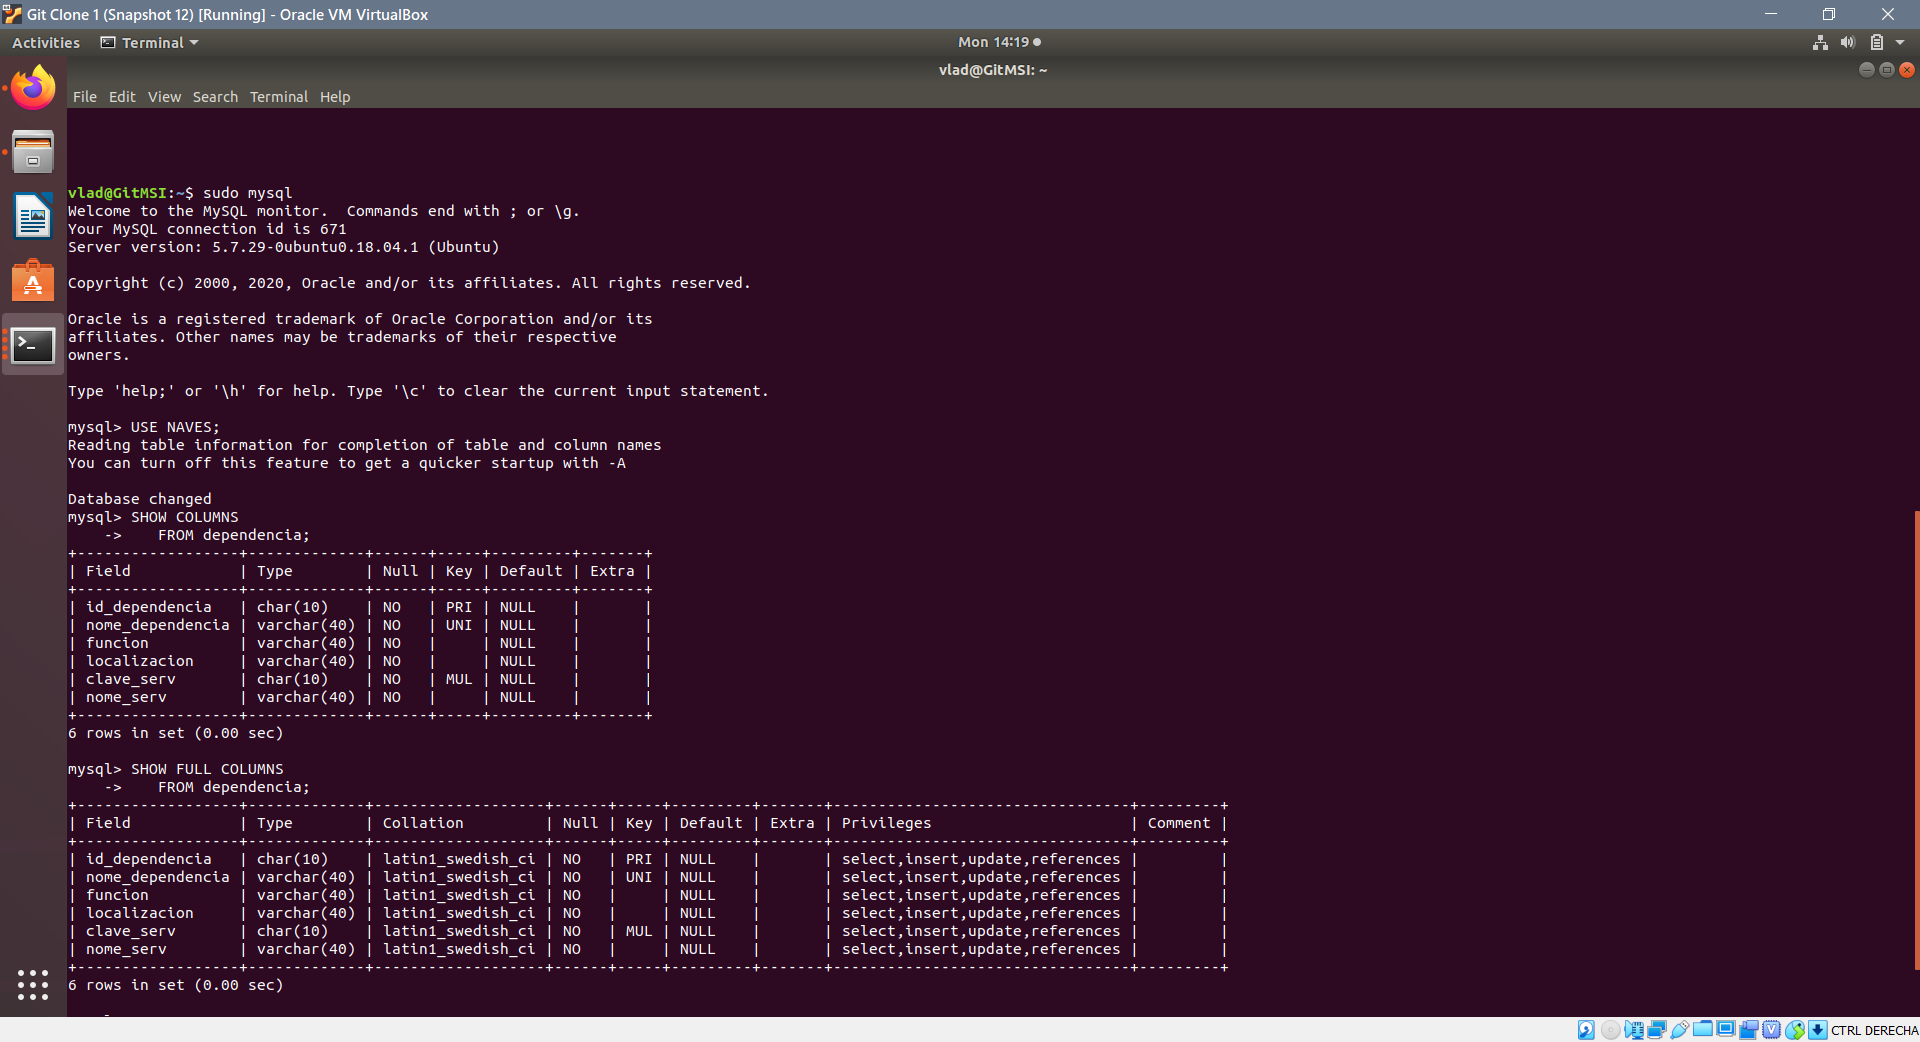 Git Clone 1 (Snapshot 12) [Running] - Oracle VM VirtualBox
Activities Terminal Mon 14:19
vlad@GitMSI: ~
File Edit View Search Terminal Help
vlad@GitMSI:~$ sudo mysql
Welcome to the MySQL monitor.  Commands end with ; or \g.
Your MySQL connection id is 671
Server version: 5.7.29-0ubuntu0.18.04.1 (Ubuntu)
Copyright (c) 2000, 2020, Oracle and/or its affiliates. All rights reserved.
Oracle is a registered trademark of Oracle Corporation and/or its
affiliates. Other names may be trademarks of their respective
owners.
Type 'help;' or '\h' for help. Type '\c' to clear the current input statement.
mysql> USE NAVES;
Reading table information for completion of table and column names
You can turn off this feature to get a quicker startup with -A
Database changed
mysql> SHOW COLUMNS
    ->    FROM dependencia;
+------------------+-------------+------+-----+---------+-------+
| Field            | Type        | Null | Key | Default | Extra |
+------------------+-------------+------+-----+---------+-------+
| id_dependencia   | char(10)    | NO   | PRI | NULL    |       |
| nome_dependencia | varchar(40) | NO   | UNI | NULL    |       |
| funcion          | varchar(40) | NO   |     | NULL    |       |
| localizacion     | varchar(40) | NO   |     | NULL    |       |
| clave_serv       | char(10)    | NO   | MUL | NULL    |       |
| nome_serv        | varchar(40) | NO   |     | NULL    |       |
+------------------+-------------+------+-----+---------+-------+
6 rows in set (0.00 sec)
mysql> SHOW FULL COLUMNS
    ->    FROM dependencia;
+------------------+-------------+-------------------+------+-----+---------+-------+---------------------------------+---------+
| Field            | Type        | Collation         | Null | Key | Default | Extra | Privileges                      | Comment |
+------------------+-------------+-------------------+------+-----+---------+-------+---------------------------------+---------+
| id_dependencia   | char(10)    | latin1_swedish_ci | NO   | PRI | NULL    |       | select,insert,update,references |         |
| nome_dependencia | varchar(40) | latin1_swedish_ci | NO   | UNI | NULL    |       | select,insert,update,references |         |
| funcion          | varchar(40) | latin1_swedish_ci | NO   |     | NULL    |       | select,insert,update,references |         |
| localizacion     | varchar(40) | latin1_swedish_ci | NO   |     | NULL    |       | select,insert,update,references |         |
| clave_serv       | char(10)    | latin1_swedish_ci | NO   | MUL | NULL    |       | select,insert,update,references |         |
| nome_serv        | varchar(40) | latin1_swedish_ci | NO   |     | NULL    |       | select,insert,update,references |         |
+------------------+-------------+-------------------+------+-----+---------+-------+---------------------------------+---------+
6 rows in set (0.00 sec)
CTRL DERECHA